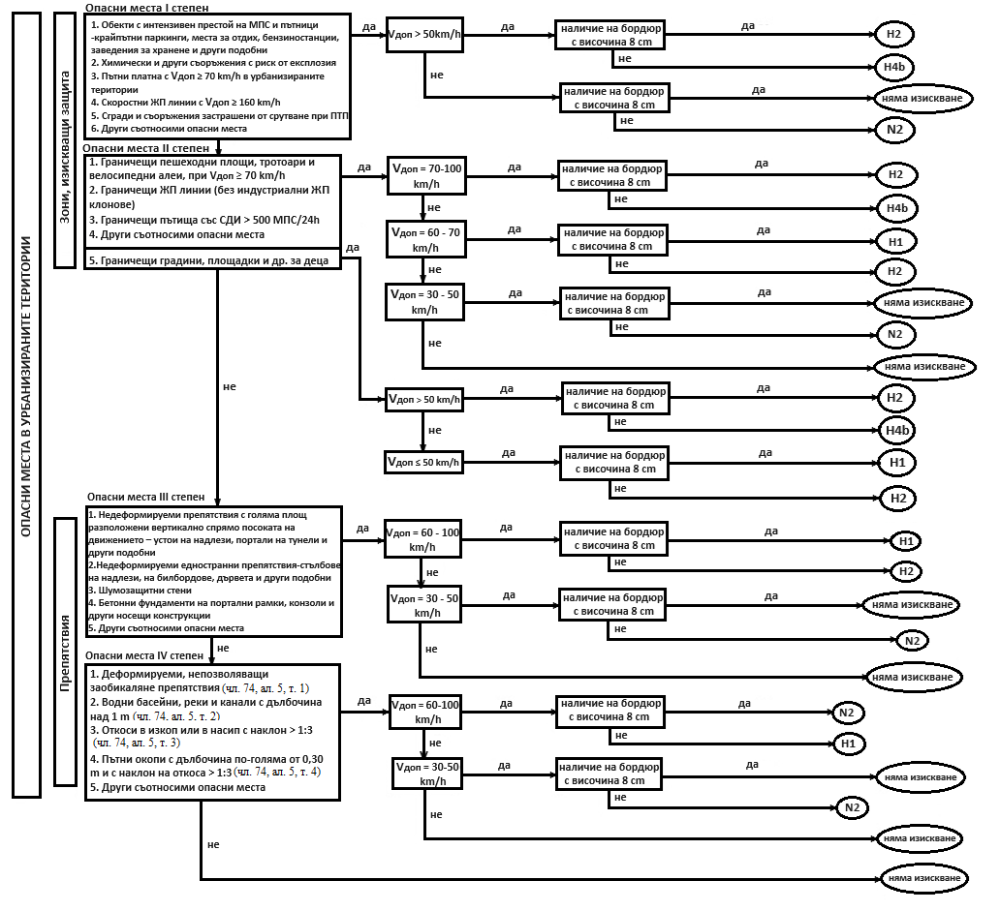 ОПАСНИ МЕСТА В УРБАНИЗИРАНИТЕ ТЕРИТОРИИ
Зони, изискващи защита
Опасни места I степен
1. Обекти с интензивен престой на МПС и пътници
-крайпътни паркинги, места за отдих, бензиностанции,
заведения за хранене и други подобни
2. Химически и други съоръжения с риск от експлозия
3. Пътни платна с Vдоп ≥ 70 km/h в урбанизираните
територии
4. Скоростни ЖП линии с Vдоп ≥ 160 km/h
5. Сгради и съоръжения застрашени от срутване при ПТП
6. Други съотносими опасни места
да
Vдоп > 50km/h
да
наличие на бордюр
с височина 8 cm
да
H2
не
H4b
не
наличие на бордюр
с височина 8 cm
да
няма изискване
не
N2
Опасни места II степен
1. Граничещи пешеходни площи, тротоари и
велосипедни алеи, при Vдоп ≥ 70 km/h
2. Граничещи ЖП линии (без индустриални ЖП
клонове)
3. Граничещи пътища със СДИ > 500 МПС/24h
4. Други съотносими опасни места
5. Граничещи градини, площадки и др. за деца
да
Vдоп = 70-100
km/h
да
наличие на бордюр
с височина 8 cm
да
H2
не
H4b
не
Vдоп = 60 - 70
km/h
да
наличие на бордюр
с височина 8 cm
да
H1
не
H2
не
Vдоп = 30 - 50
km/h
да
наличие на бордюр
с височина 8 cm
да
няма изискване
не
N2
не
няма изискване
да
Vдоп > 50 km/h
да
наличие на бордюр
с височина 8 cm
да
H2
не
H4b
не
Vдоп ≤ 50 km/h
да
наличие на бордюр
с височина 8 cm
да
H1
не
H2
не
Препятствия
Опасни места III степен
1. Недеформируеми препятствия с голяма площ
разположени вертикално спрямо посоката на
движението – устои на надлези, портали на тунели и
други подобни
2.Недеформируеми едностранни препятствия-стълбове
на надлези, на билбордове, дървета и други подобни
3. Шумозащитни стени
4. Бетонни фундаменти на портални рамки, конзоли и
други носещи конструкции
5. Други съотносими опасни места
да
Vдоп = 60 - 100
km/h
да
наличие на бордюр
с височина 8 cm
да
H1
не
H2
не
Vдоп = 30 - 50
km/h
да
наличие на бордюр
с височина 8 cm
да
няма изискване
не
N2
не
няма изискване
не
Опасни места IV степен
1. Деформируеми, непозволяващи
заобикаляне препятствия (чл. 74, ал. 5, т. 1)
2. Водни басейни, реки и канали с дълбочина
над 1 m (чл. 74. ал. 5, т. 2)
3. Откоси в изкоп или в насип с наклон > 1:3
(чл. 74, ал. 5, т. 3)
4. Пътни окопи с дълбочина по-голяма от 0,30
m и с наклон на откоса > 1:3 (чл. 74, ал. 5, т. 4)
5. Други съотносими опасни места
да
Vдоп = 60-100
km/h
да
наличие на бордюр
с височина 8 cm
да
N2
не
H1
не
Vдоп = 30-50
km/h
да
наличие на бордюр
с височина 8 cm
да
няма изискване
не
N2
не
няма изискване
не
няма изискване